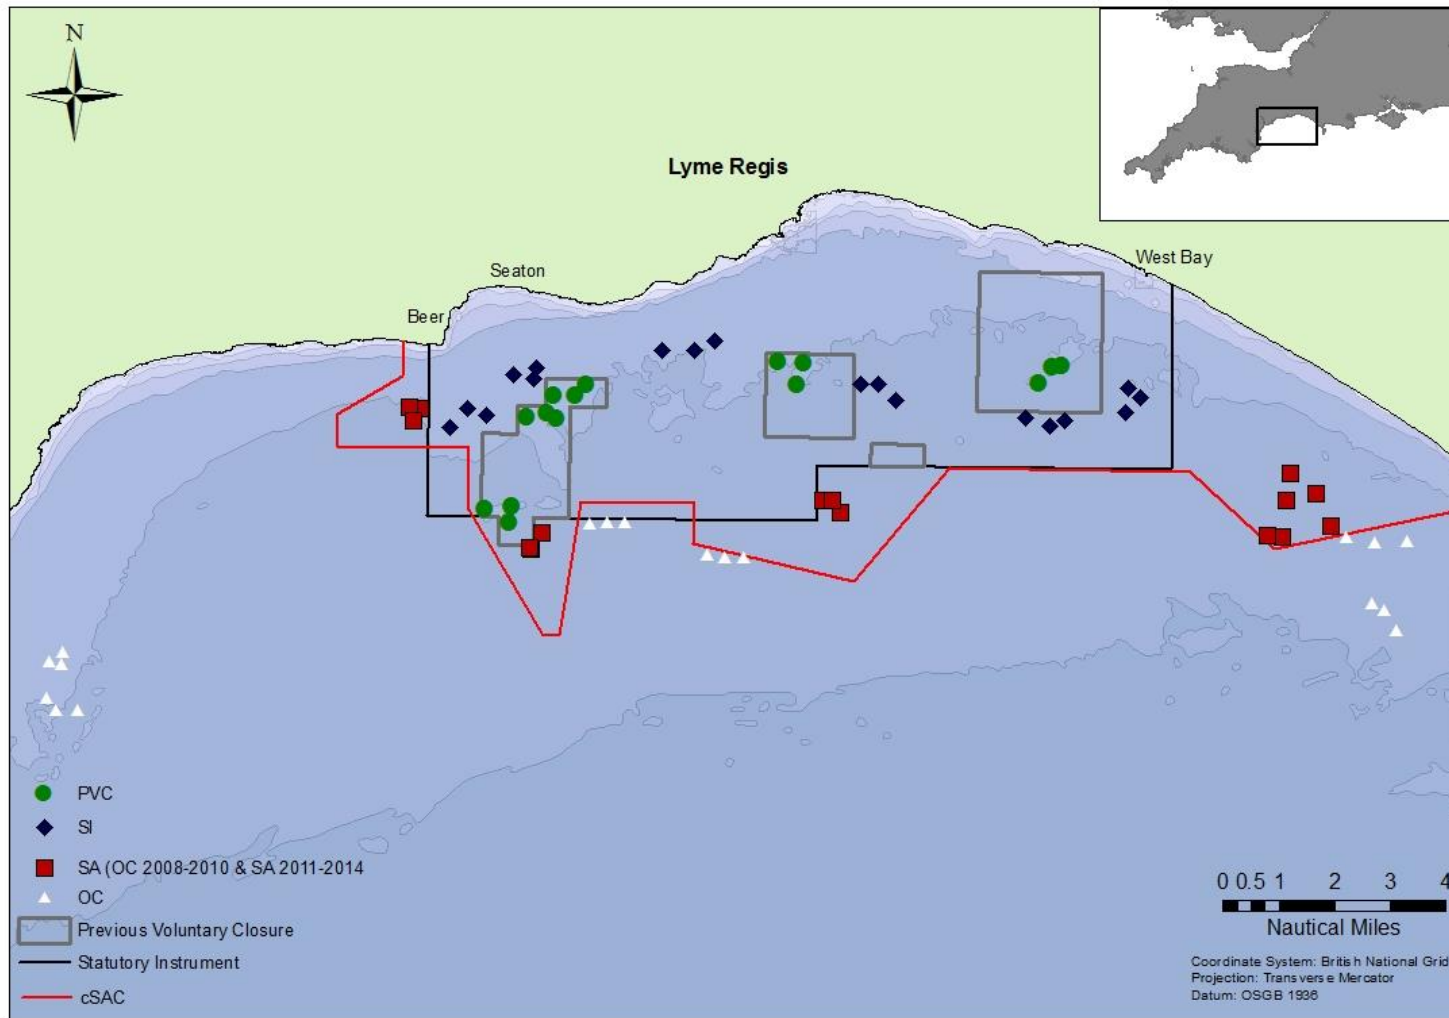 N
Lyme Regis
West Bay
Seaton
Beer
PVC
SI
SA (OC 2008-2010 & SA 2011-2014
OC
Previous Voluntary Closure
Statutory Instrument
cSAC
0 0.5 1 2 3 4
Nautical Miles
Coordinate System: British National Grid
Projection: Transverse Mercator
Datum: OSGB 1936